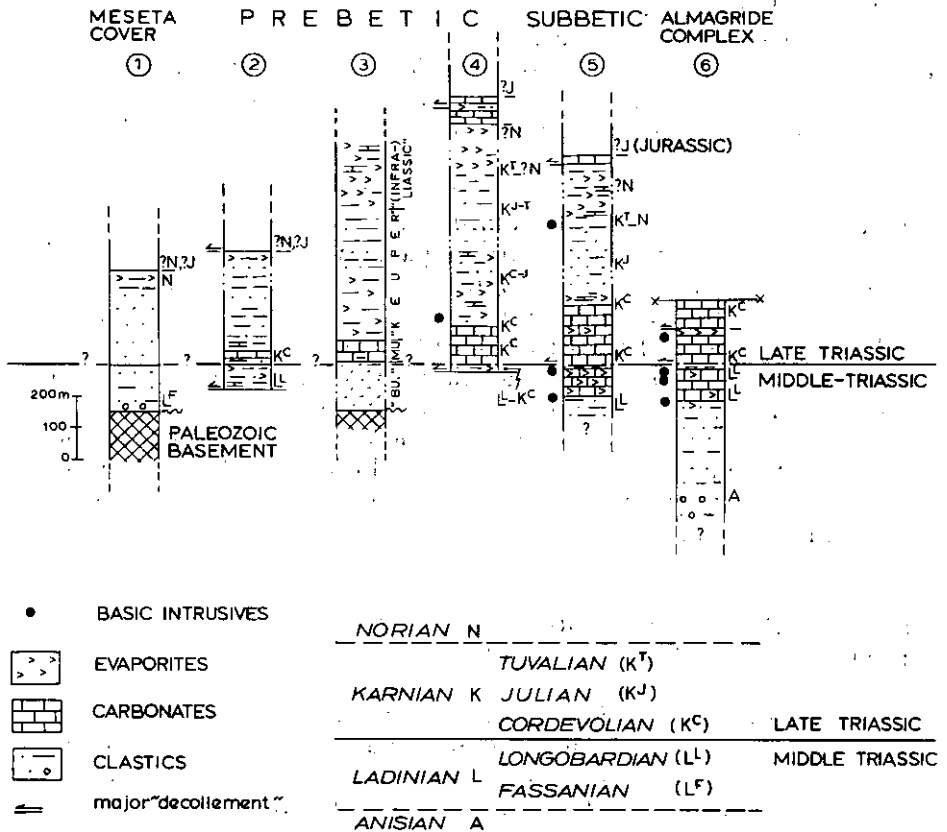 MESETA COVER
P R E B E T I C
SUBBETIC
ALMAGRIDE COMPLEX
1
2
3
4
5
6
?N,?J
N
L^F
?
?
PALEOZOIC BASEMENT
200m
100
0
?N,?J
K^C
L^L
BU.
"MU."
"K E U P E R"
"(INFRA-) LIASSIC"
?
?
?J
?N
K^T_?N
K^J-T
K^C-J
K^C
K^C
L^L-K^C
?J (JURASSIC)
?N
K^T_N
K^J
K^C
K^C
L^L
?
K^C
K^C
L^L
L^L
A
?
LATE TRIASSIC
MIDDLE-TRIASSIC
BASIC INTRUSIVES
EVAPORITES
CARBONATES
CLASTICS
major "decollement"
NORIAN N
TUVALIAN (K^T)
KARNIAN K JULIAN (K^J)
CORDEVOLIAN (K^C) LATE TRIASSIC
LONGOBARDIAN (L^L) MIDDLE TRIASSIC
LADINIAN L
FASSANIAN (L^F)
ANISIAN A